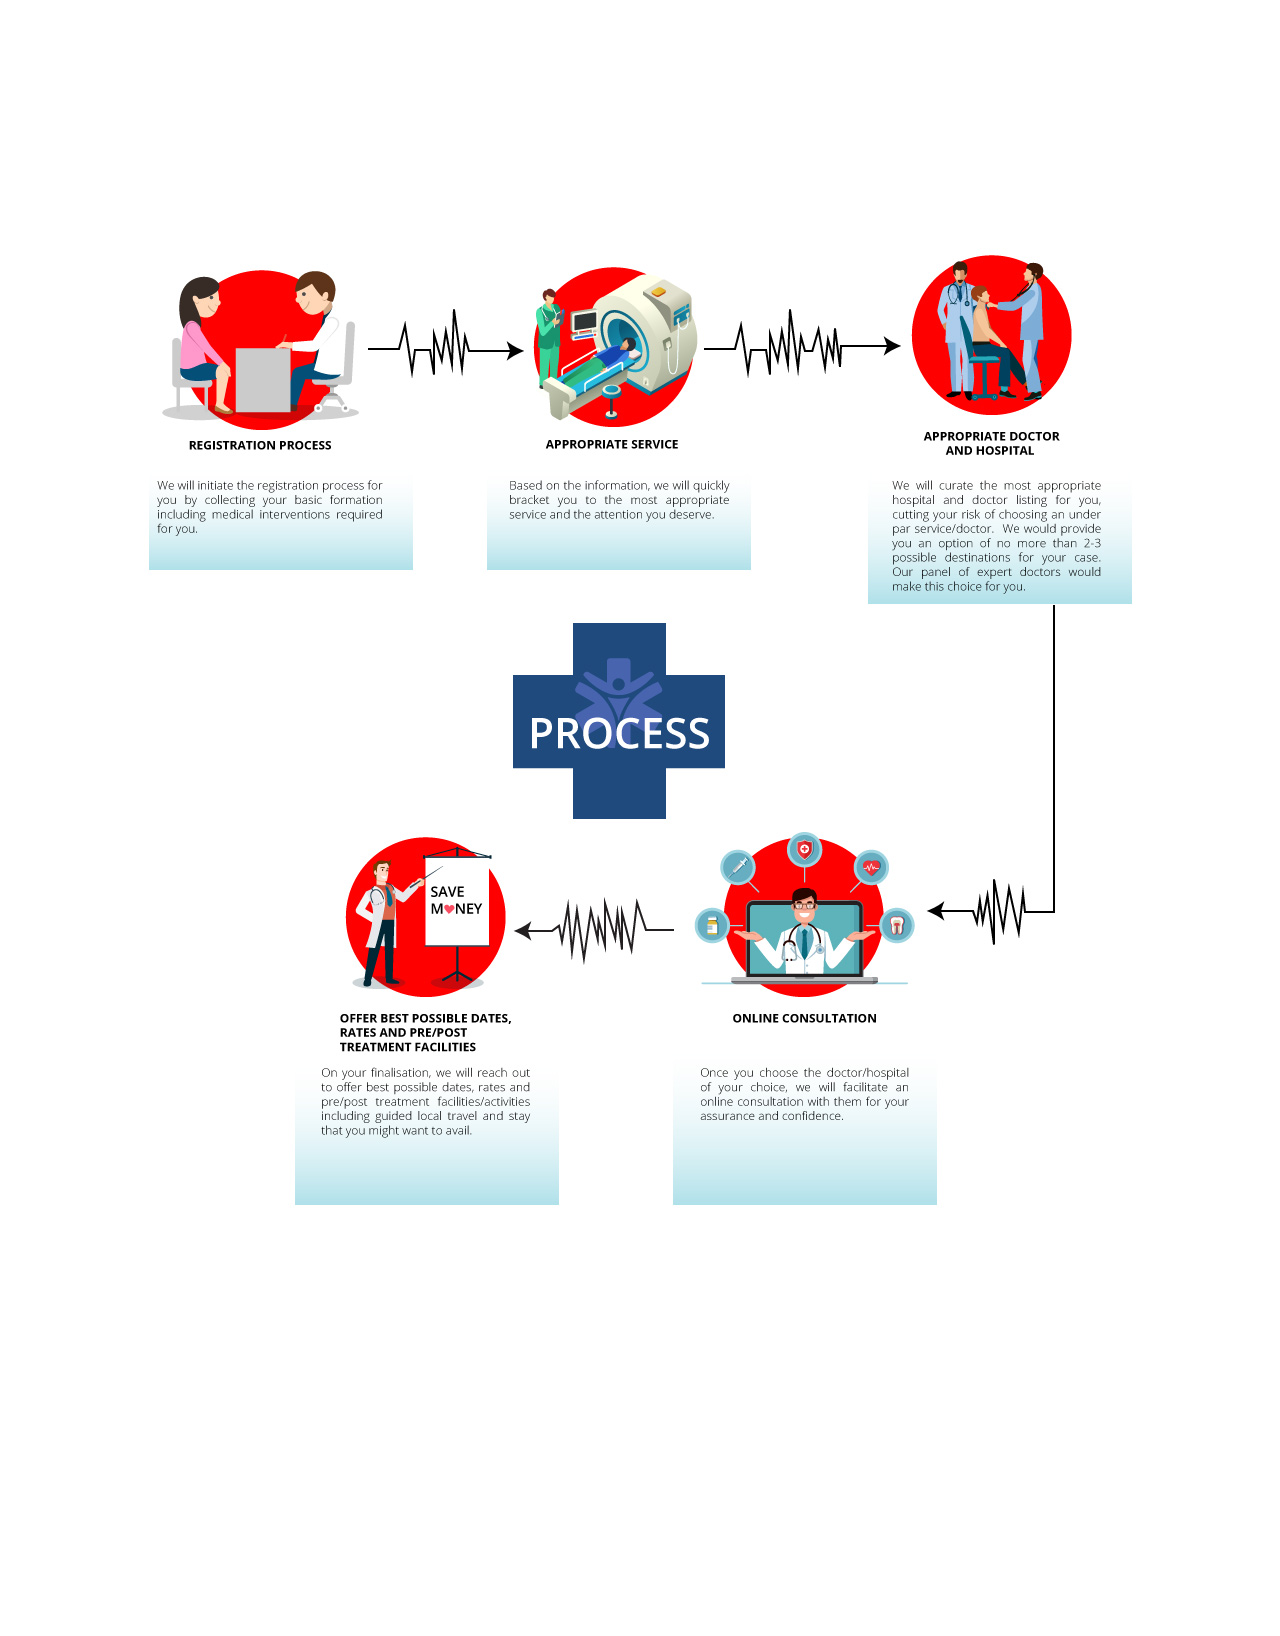 REGISTRATION PROCESS
We will initiate the registration process for
you by collecting your basic formation
including medical interventions required
for you.
APPROPRIATE SERVICE
Based on the information, we will quickly
bracket you to the most appropriate
service and the attention you deserve.
APPROPRIATE DOCTOR
AND HOSPITAL
We will curate the most appropriate
hospital and doctor listing for you,
cutting your risk of choosing an under
par service/doctor. We would provide
you an option of no more than 2-3
possible destinations for your case.
Our panel of expert doctors would
make this choice for you.
PROCESS
SAVE
M♥NEY
OFFER BEST POSSIBLE DATES,
RATES AND PRE/POST
TREATMENT FACILITIES
On your finalisation, we will reach out
to offer best possible dates, rates and
pre/post treatment facilities/activities
including guided local travel and stay
that you might want to avail.
ONLINE CONSULTATION
Once you choose the doctor/hospital
of your choice, we will facilitate an
online consultation with them for your
assurance and confidence.